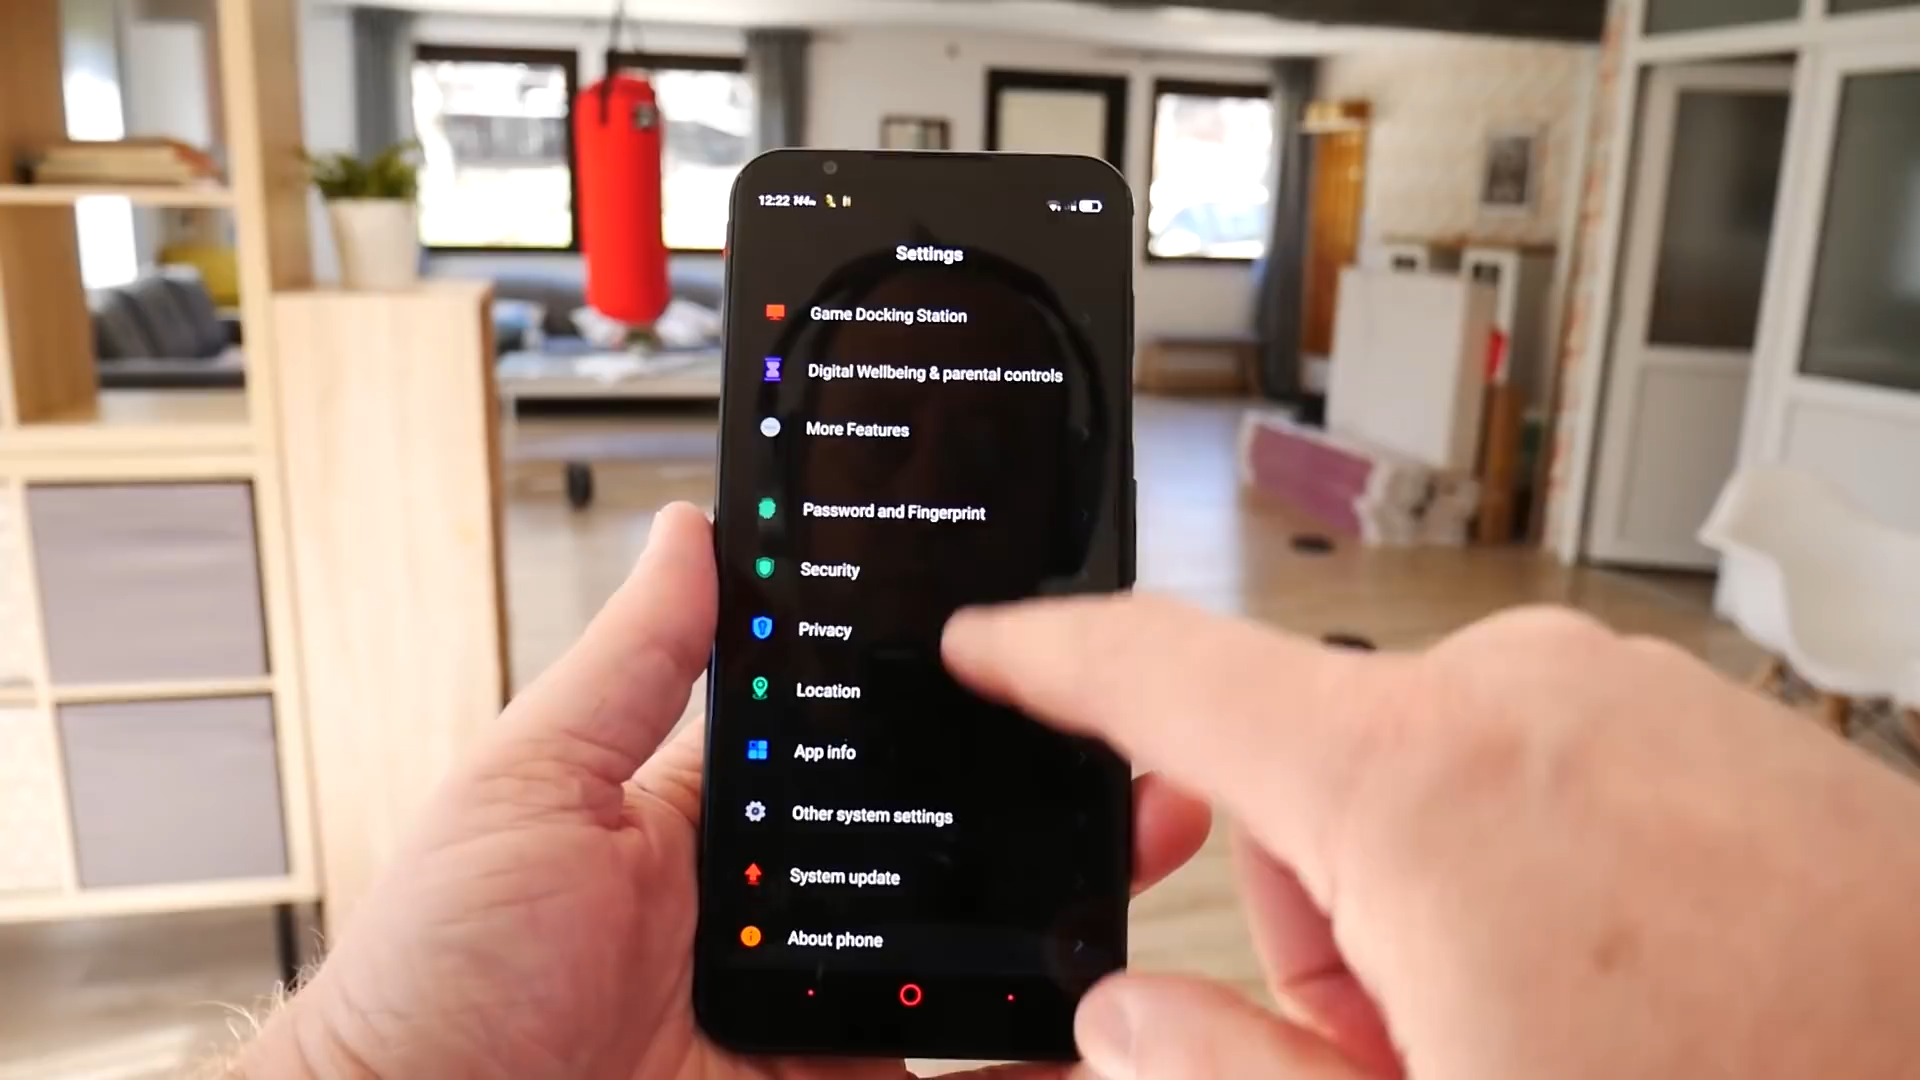 12:22 144Hz
Settings
Game Docking Station
Digital Wellbeing & parental controls
More Features
Password and Fingerprint
Security
Privacy
Location
App info
Other system settings
System update
About phone